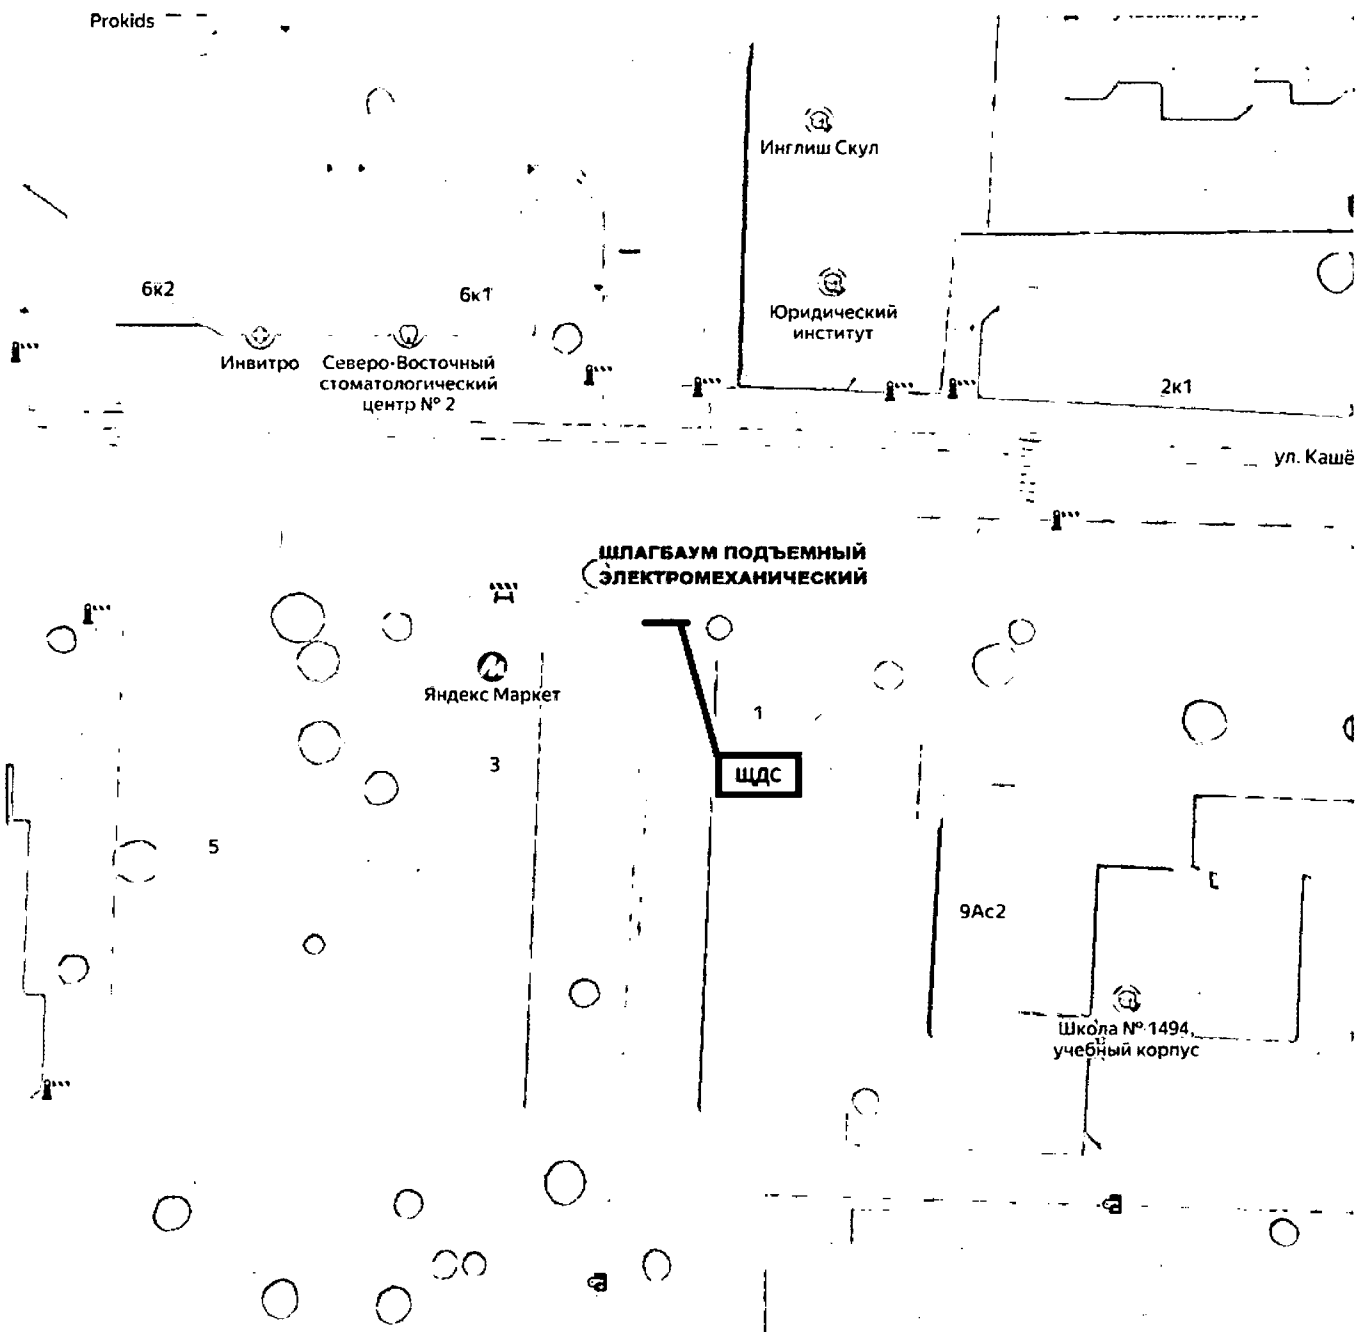 Prokids
Инглиш Скул
6к2
6к1
Юридический
институт
Инвитро
Северо-Восточный
стоматологический
центр № 2
2к1
ул. Кашё
ШЛАГБАУМ ПОДЪЕМНЫЙ
ЭЛЕКТРОМЕХАНИЧЕСКИЙ
Яндекс Маркет
1
3
ЩДС
5
9Ас2
Школа № 1494,
учебный корпус